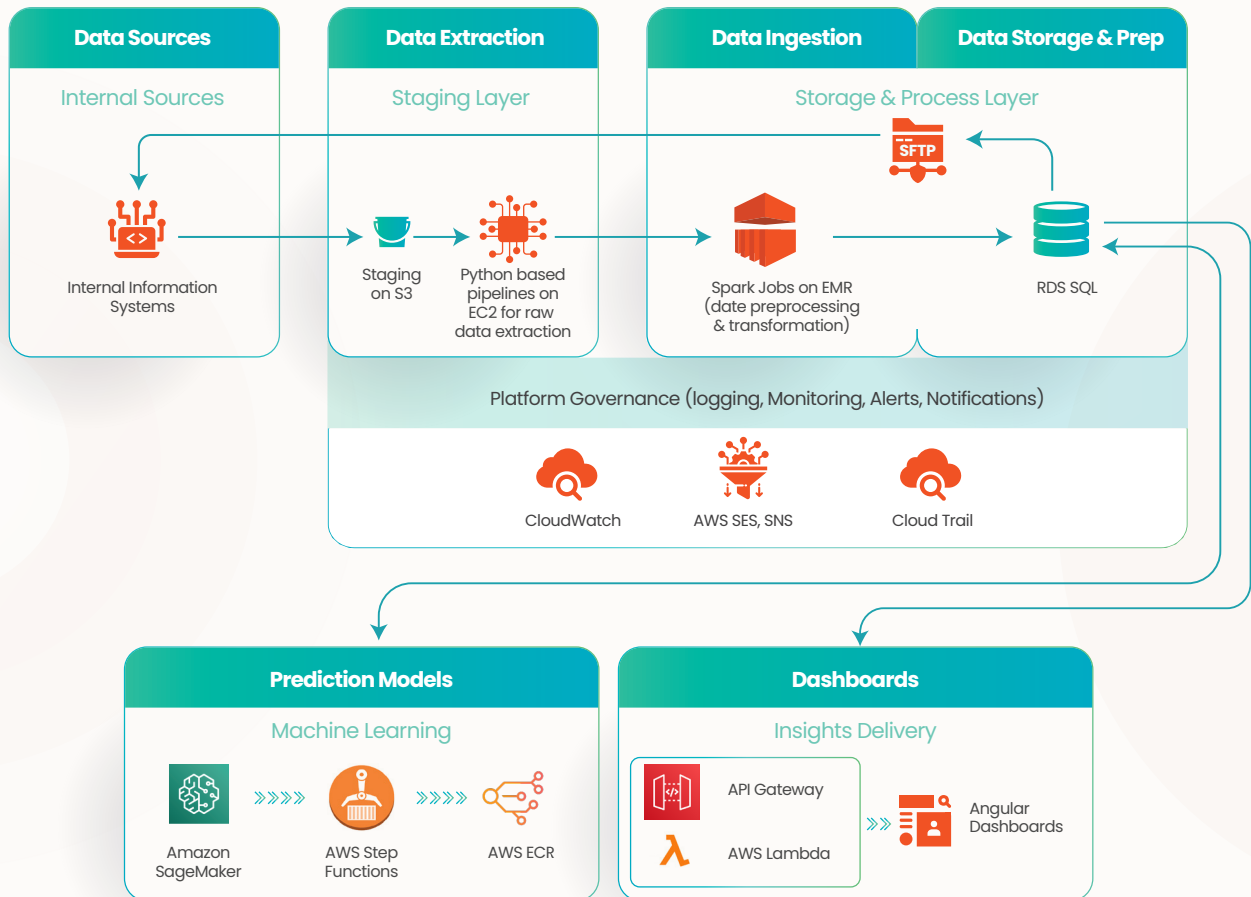 Data Sources
Data Extraction
Data Ingestion
Data Storage & Prep
Internal Sources
Staging Layer
Storage & Process Layer
SFTP
<>
Internal Information
Systems
Staging
on S3
Python based
pipelines on
EC2 for raw
data extraction
Spark Jobs on EMR
(date preprocessing
& transformation)
RDS SQL
Platform Governance (logging, Monitoring, Alerts, Notifications)
CloudWatch
AWS SES, SNS
Cloud Trail
Prediction Models
Dashboards
Machine Learning
Insights Delivery
Amazon
SageMaker
AWS Step
Functions
AWS ECR
</>
API Gateway
λ
AWS Lambda
Angular
Dashboards